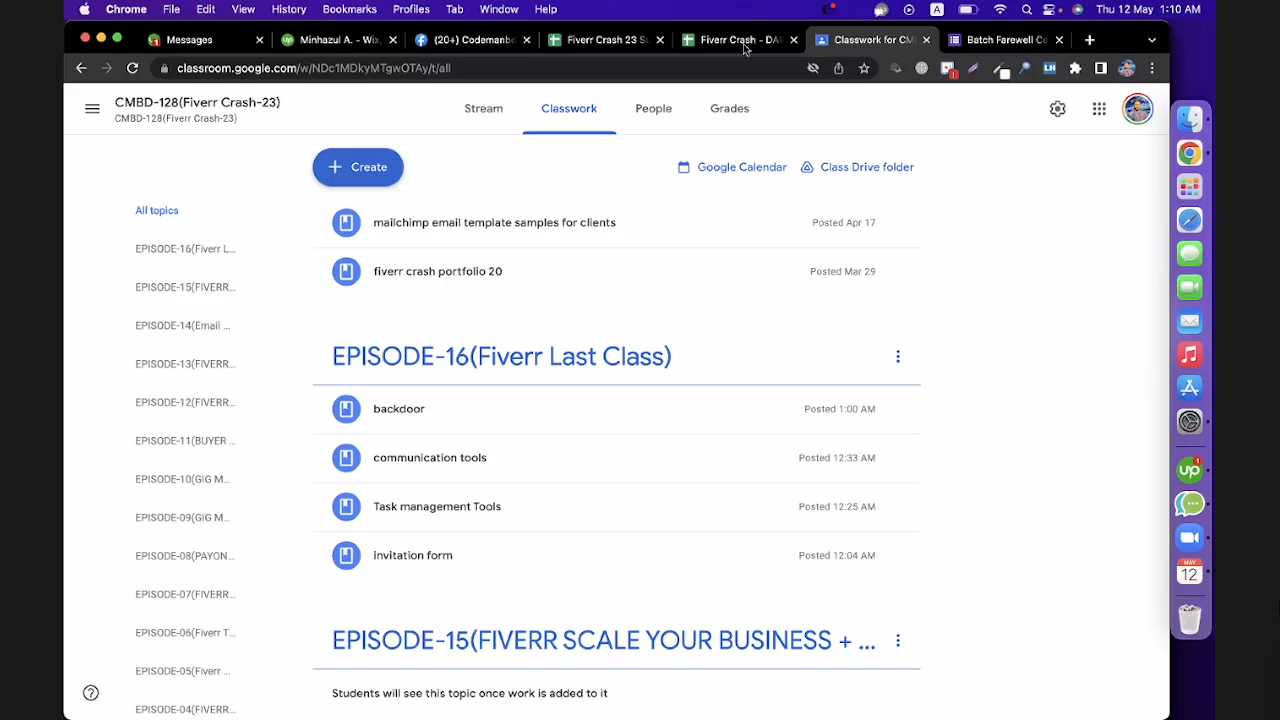 Chrome File Edit View History Bookmarks Profiles Tab Window Help
A
Thu 12 May 1:10 AM
Messages
Minhazul A. - Wix,
(20+) Codemanb
Fiverr Crash 23 S
Fiverr Crash - DA
Classwork for CM
Batch Farewell Ce
classroom.google.com/w/NDc1MDkyMTgwOTAy/t/all
CMBD-128(Fiverr Crash-23)
CMBD-128(Fiverr Crash-23)
Stream
Classwork
People
Grades
Create
Google Calendar
Class Drive folder
All topics
EPISODE-16(Fiverr L...
EPISODE-15(FIVERR...
EPISODE-14(Email ...
EPISODE-13(FIVERR...
EPISODE-12(FIVERR...
EPISODE-11(BUYER ...
EPISODE-10(GIG M...
EPISODE-09(GIG M...
EPISODE-08(PAYON...
EPISODE-07(FIVERR...
EPISODE-06(Fiverr T...
EPISODE-05(Fiverr ...
EPISODE-04(FIVERR...
mailchimp email template samples for clients
Posted Apr 17
fiverr crash portfolio 20
Posted Mar 29
EPISODE-16(Fiverr Last Class)
backdoor
Posted 1:00 AM
communication tools
Posted 12:33 AM
Task management Tools
Posted 12:25 AM
invitation form
Posted 12:04 AM
EPISODE-15(FIVERR SCALE YOUR BUSINESS + ...
Students will see this topic once work is added to it
up
1
MAY
12